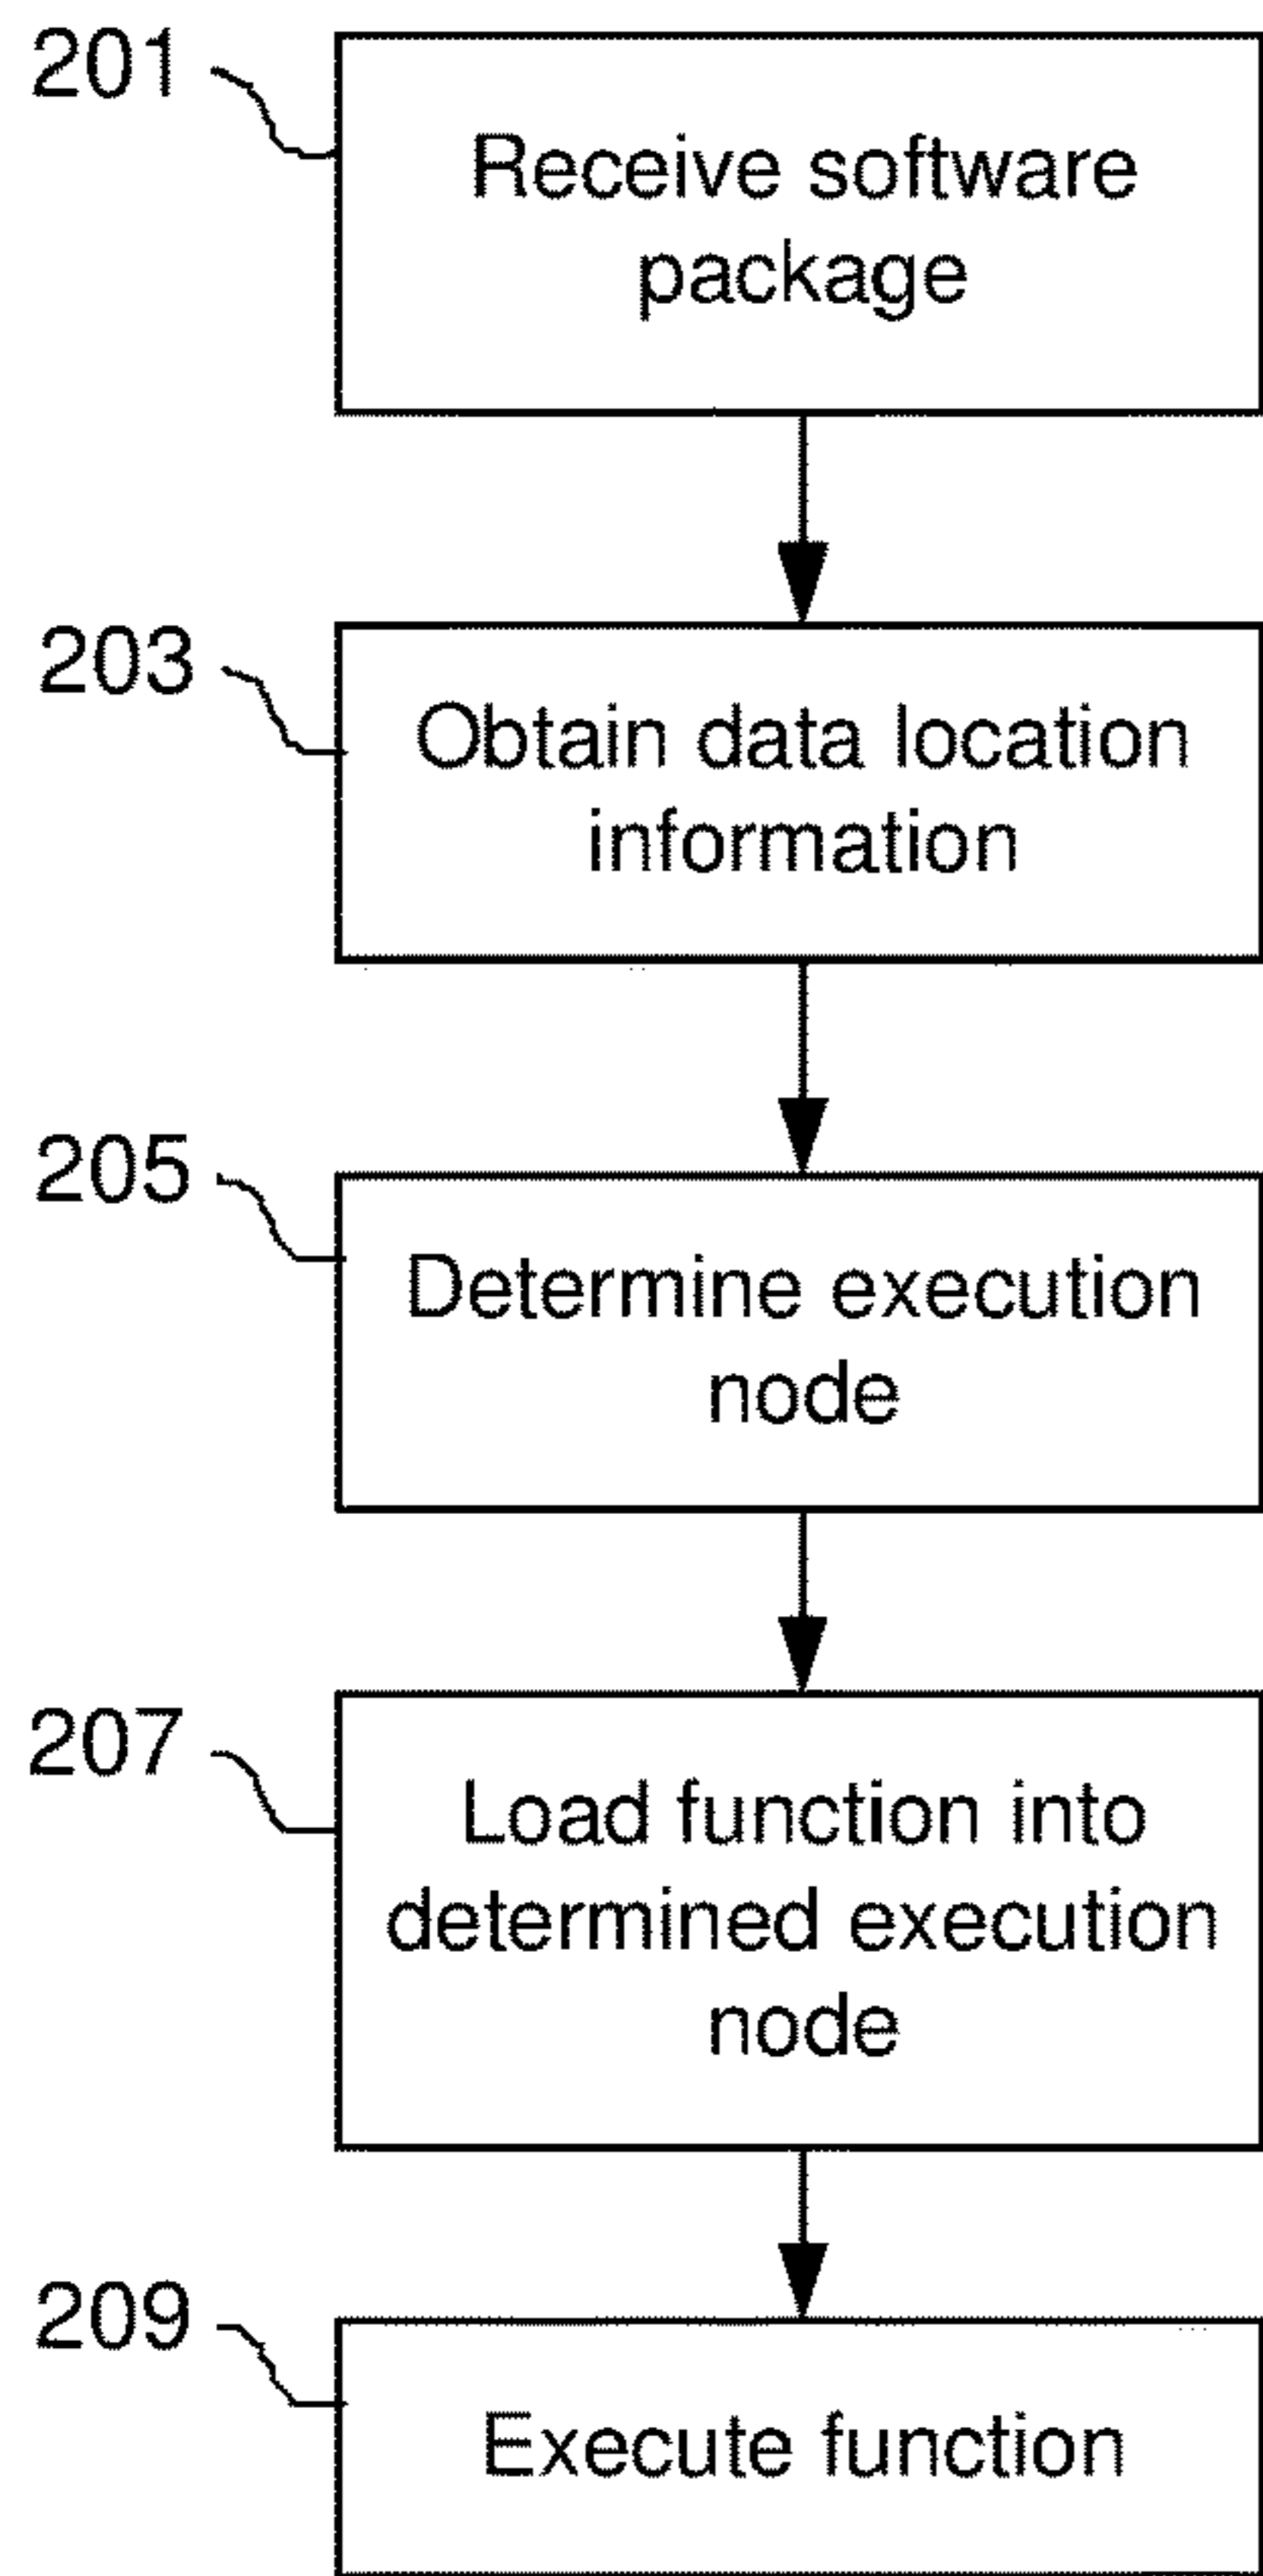 201
Receive software
package
203
Obtain data location
information
205
Determine execution
node
207
Load function into
determined execution
node
209
Execute function